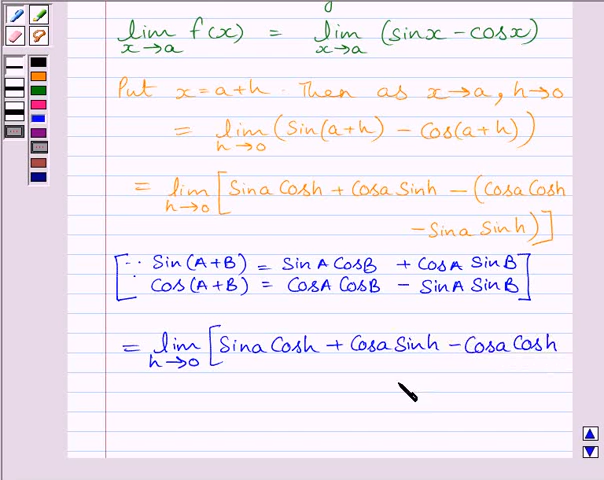 lim f(x) = lim (sinx - cosx)
x→a x→a
Put x = a+h. Then as x→a, h→0
= lim (Sin(a+h) - Cos(a+h))
h→0
= lim [Sina Cosh + Cosa Sinh - (Cosa Cosh
h→0 - Sina Sinh)]
[∵ Sin(A+B) = SinA CosB + CosA SinB
Cos(A+B) = CosA CosB - SinA SinB]
= lim [Sina Cosh + Cosa Sinh - Cosa Cosh
h→0